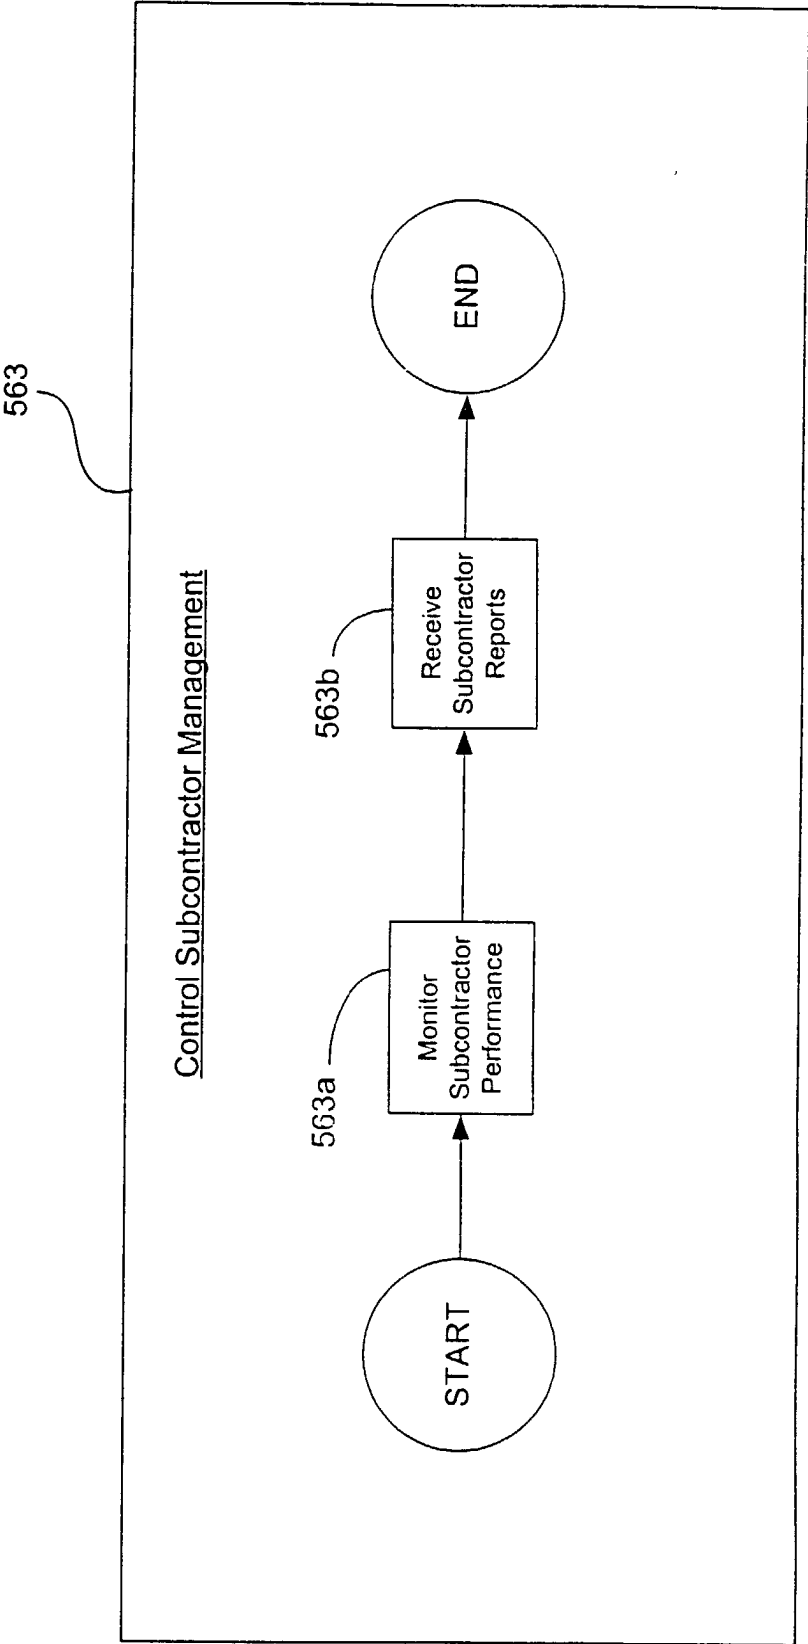 563
Control Subcontractor Management
START
563a
Monitor
Subcontractor
Performance
563b
Receive
Subcontractor
Reports
END